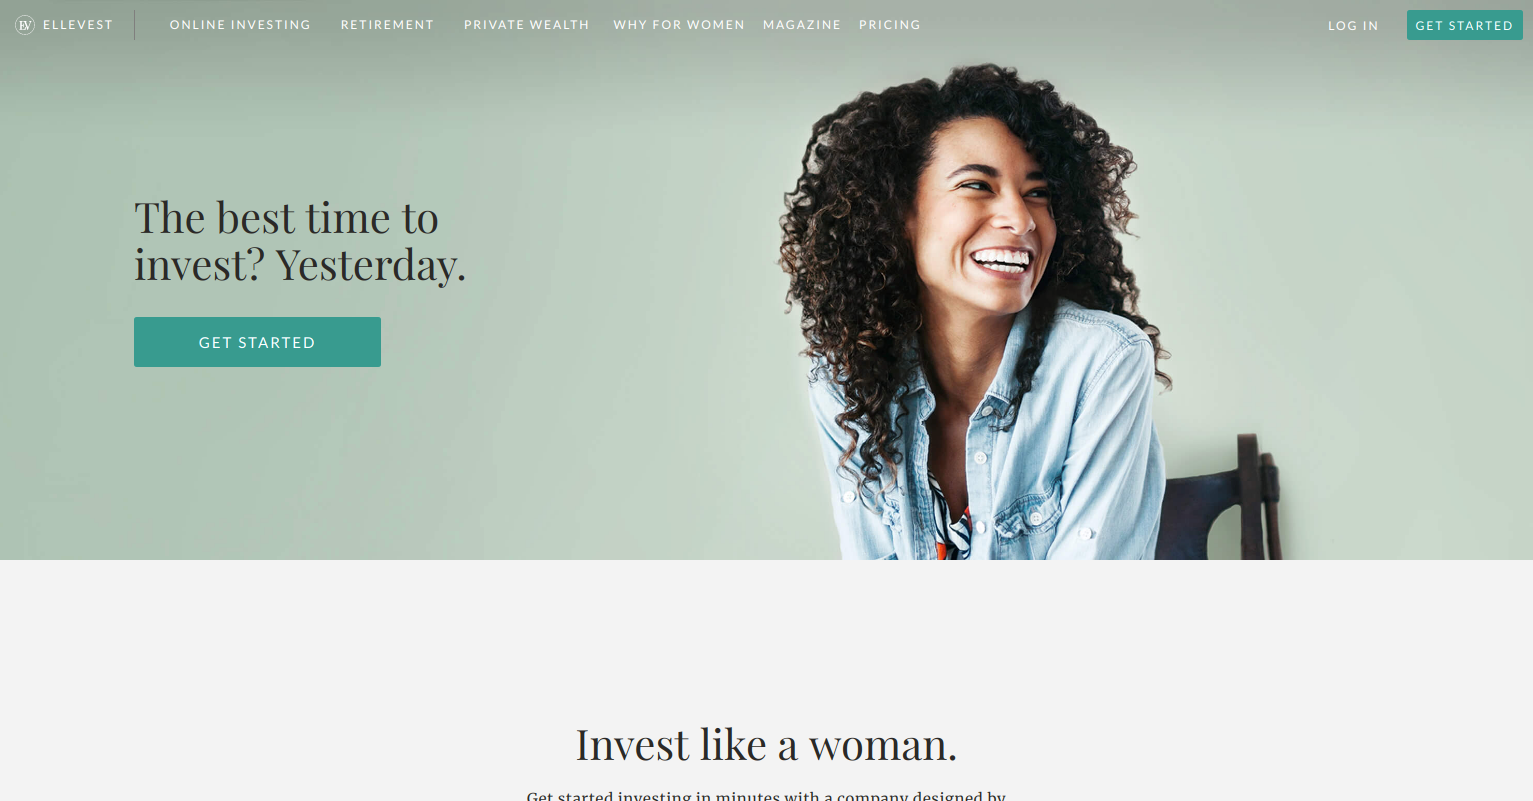 EV ELLEVEST
ONLINE INVESTING
RETIREMENT
PRIVATE WEALTH
WHY FOR WOMEN
MAGAZINE
PRICING
LOG IN
GET STARTED
The best time to
invest? Yesterday.
GET STARTED
Invest like a woman.
Get started investing in minutes with a company designed by